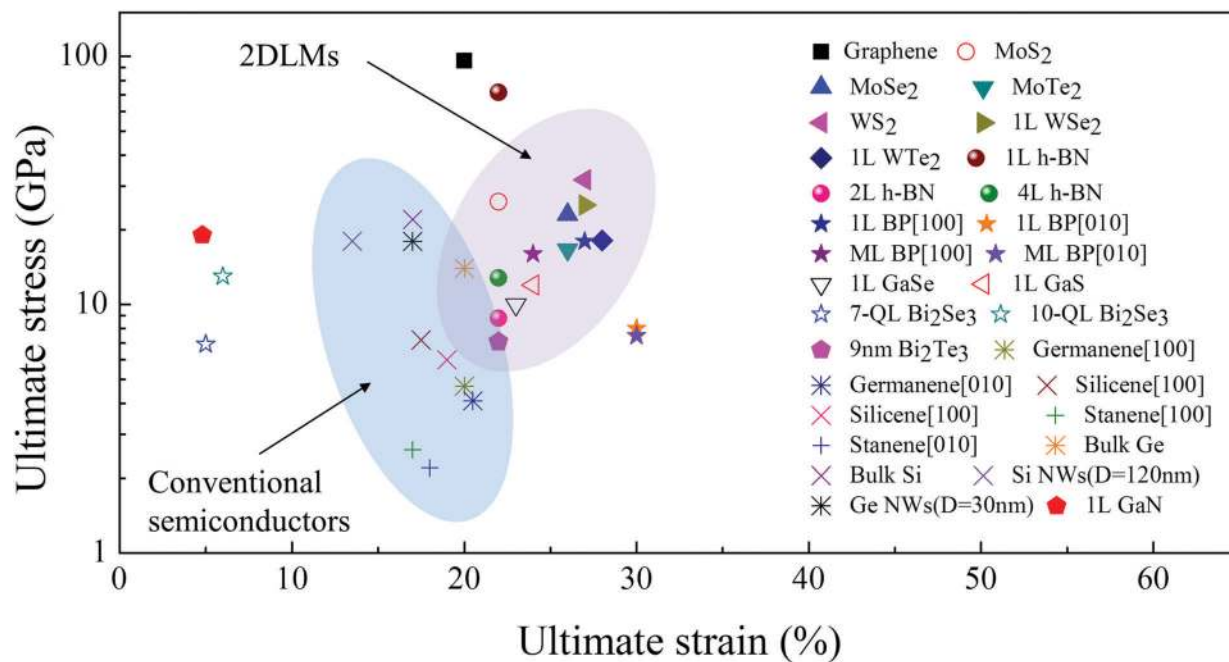 Ultimate stress (GPa)
100
10
1
2DLMs
Conventional
semiconductors
Graphene MoS₂
MoSe₂ MoTe₂
WS₂ 1L WSe₂
1L WTe₂ 1L h-BN
2L h-BN 4L h-BN
1L BP[100] 1L BP[010]
ML BP[100] ML BP[010]
1L GaSe 1L GaS
7-QL Bi₂Se₃ 10-QL Bi₂Se₃
9nm Bi₂Te₃ Germanene[100]
Germanene[010] Silicene[100]
Silicene[100] Stanene[100]
Stanene[010] Bulk Ge
Bulk Si Si NWs(D=120nm)
Ge NWs(D=30nm) 1L GaN
0 10 20 30 40 50 60
Ultimate strain (%)